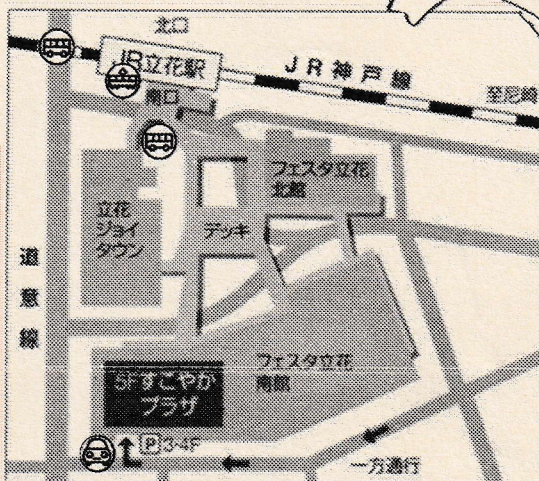 北口
JR立花駅
JR神戸線
南口
至尼崎
フェスタ立花
北館
立花
ジョイ
タウン
デッキ
道意線
フェスタ立花
南館
5Fすこやか
プラザ
P3・4F
一方通行